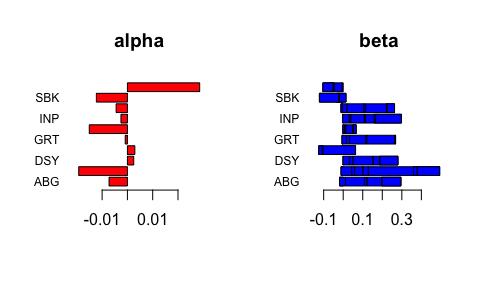 alpha
beta
SBK
INP
GRT
DSY
ABG
-0.01 0.01
SBK
INP
GRT
DSY
ABG
-0.1 0.1 0.3